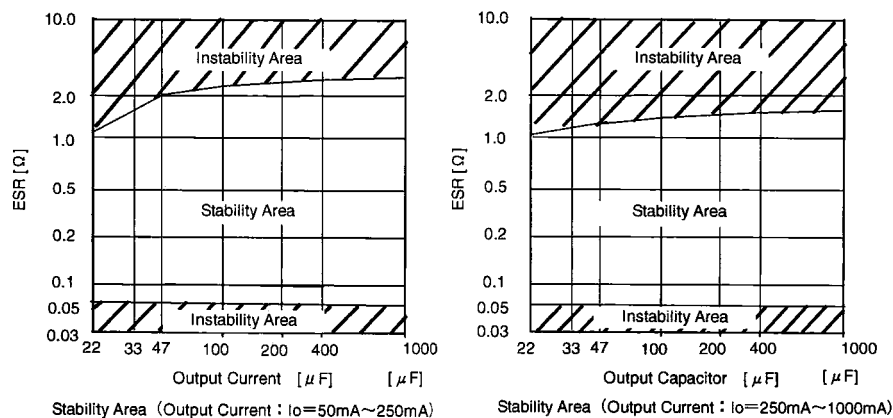 10.0
Instability Area
2.0
1.0
ESR [Ω]
0.5
Stability Area
0.2
0.1
0.05
Instability Area
0.03
22 33 47 100 200 400 1000
Output Current [μF] [μF]
Stability Area (Output Current : Io=50mA~250mA)
10.0
Instability Area
2.0
1.0
ESR [Ω]
0.5
Stability Area
0.2
0.1
0.05
Instability Area
0.03
22 33 47 100 200 400 1000
Output Capacitor [μF] [μF]
Stability Area (Output Current : Io=250mA~1000mA)